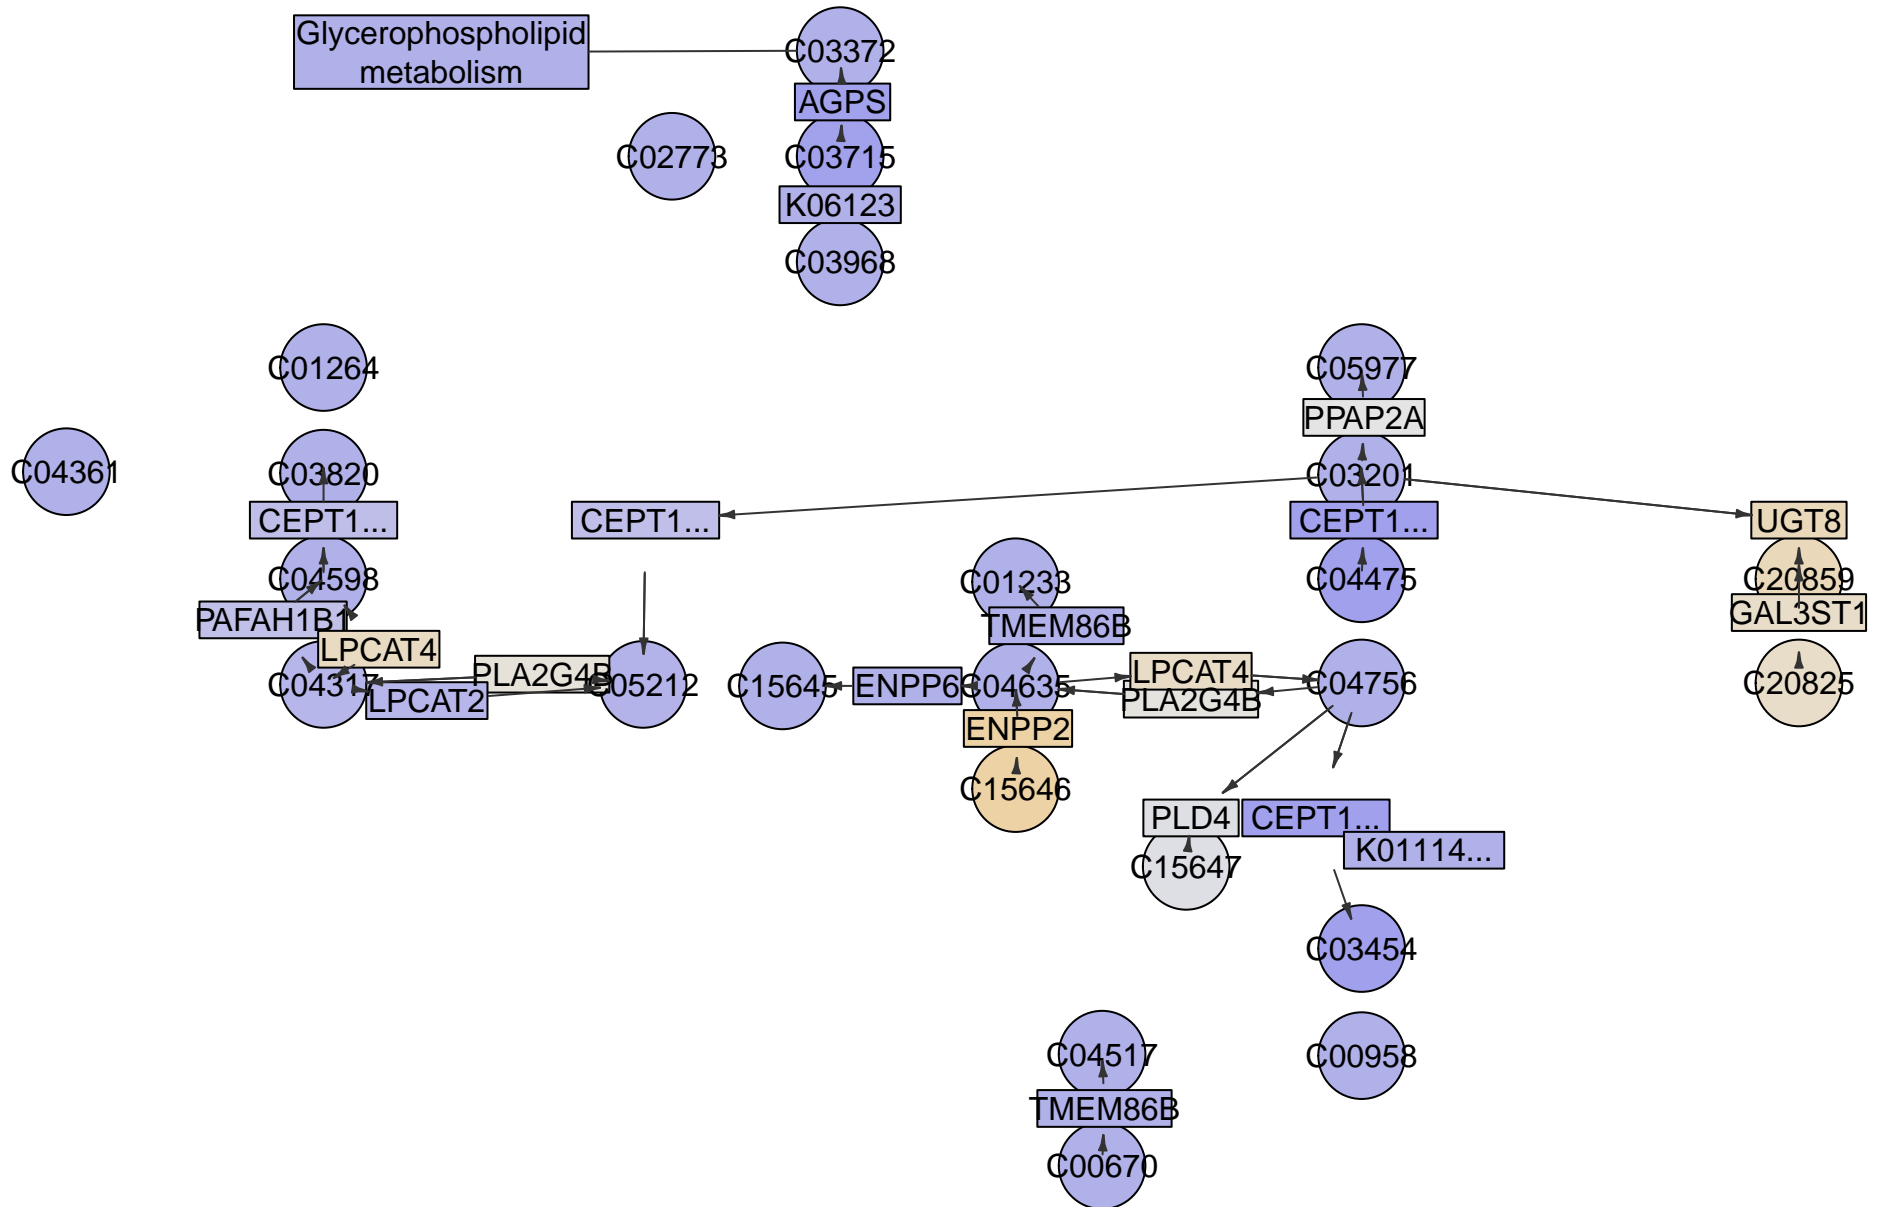 Glycerophospholipid
metabolism
C03372
AGPS
C02773
C03715
K06123
C03968
C01264
C05977
PPAP2A
C04361
C03820
C03201
CEPT1...
CEPT1...
CEPT1...
UGT8
C04598
C01233
C04475
C20859
PAFAH1B1
TMEM86B
GAL3ST1
LPCAT4
C04317
PLA2G4B
C05212
LPCAT2
C15645
ENPP6
C04635
LPCAT4
PLA2G4B
C04756
C20825
ENPP2
C15646
PLD4
CEPT1...
K01114...
C15647
C03454
C04517
C00958
TMEM86B
C00670